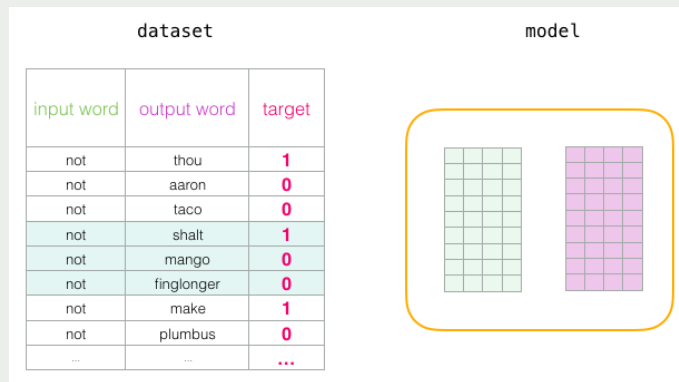 dataset
model
input word output word target
not thou 1
not aaron 0
not taco 0
not shalt 1
not mango 0
not finglonger 0
not make 1
not plumbus 0
... ... ...